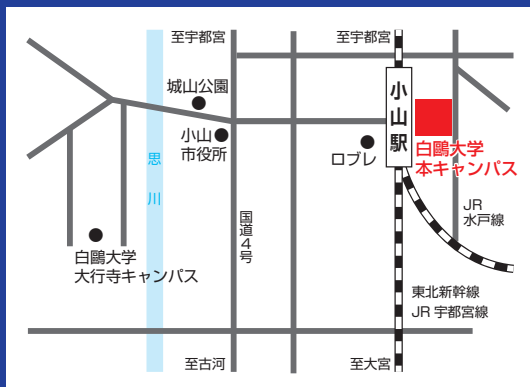 至宇都宮
至宇都宮
城山公園
小山
市役所
思川
ロブレ
小山駅
白鷗大学
本キャンパス
JR
水戸線
国道4号
白鷗大学
大行寺キャンパス
東北新幹線
JR 宇都宮線
至古河
至大宮